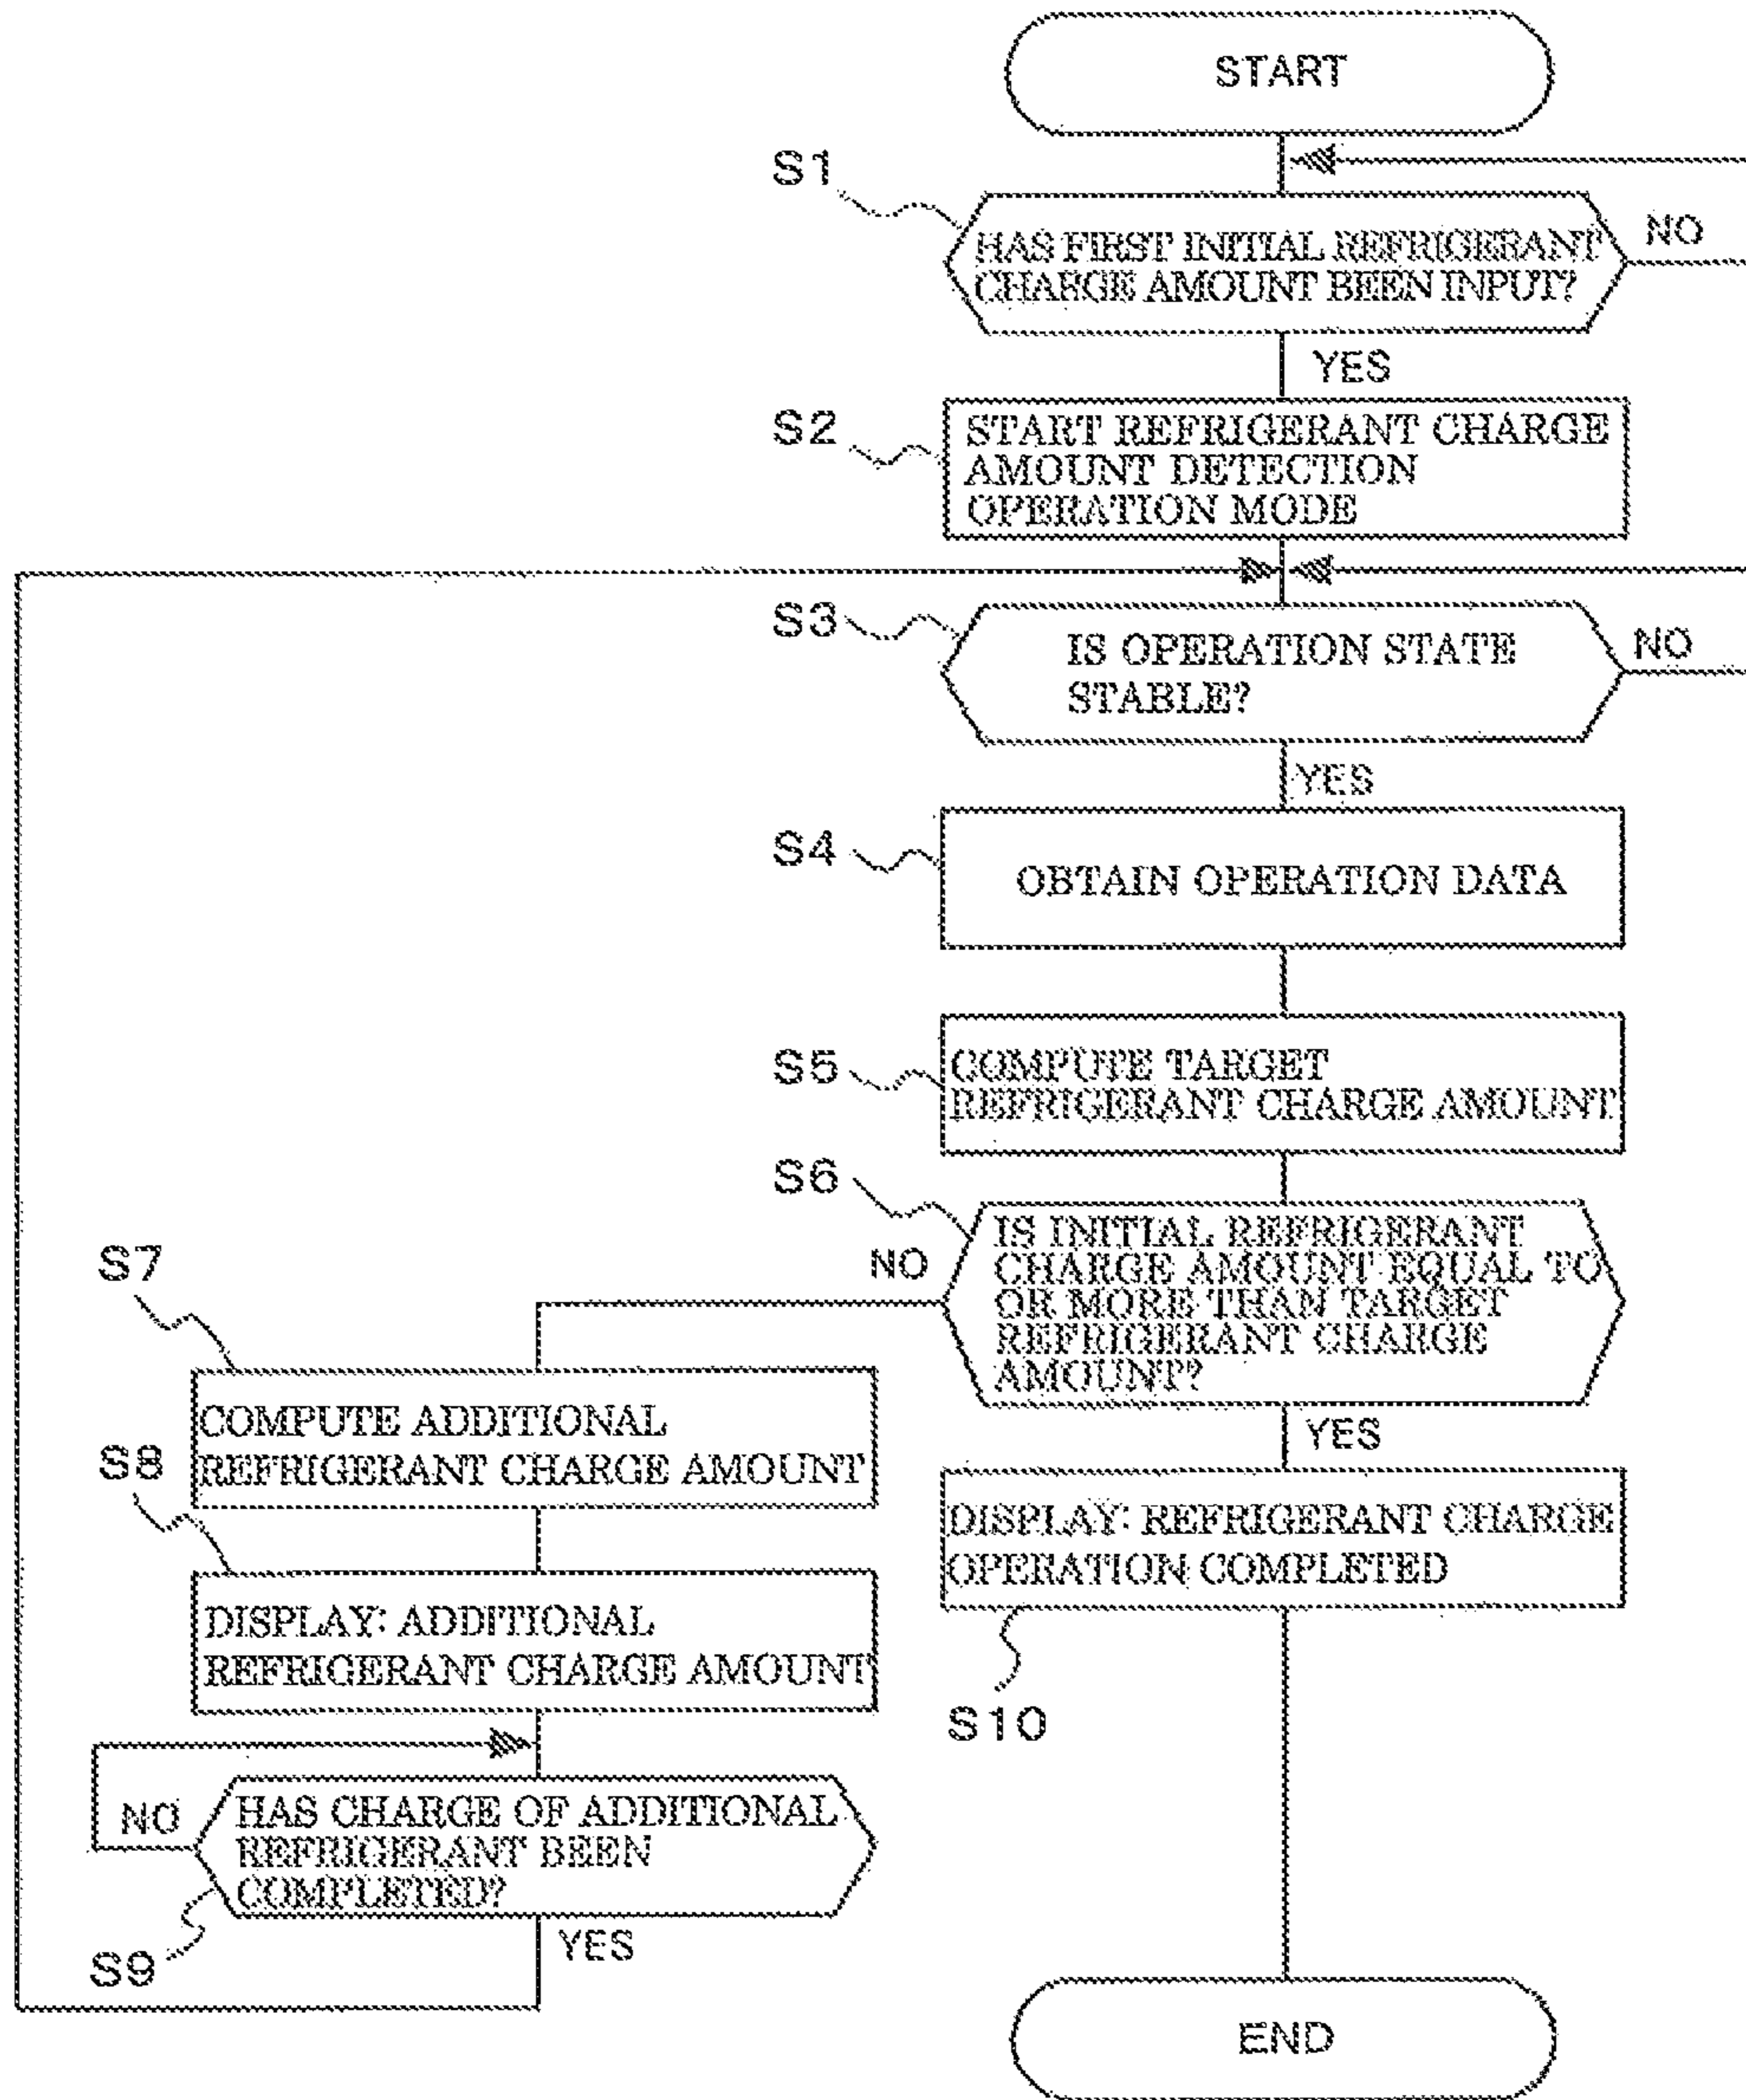 START
S1
HAS FIRST INITIAL REFRIGERANT
CHARGE AMOUNT BEEN INPUT?
NO
YES
S2
START REFRIGERANT CHARGE
AMOUNT DETECTION
OPERATION MODE
S3
IS OPERATION STATE
STABLE?
NO
YES
S4
OBTAIN OPERATION DATA
S5
COMPUTE TARGET
REFRIGERANT CHARGE AMOUNT
S6
IS INITIAL REFRIGERANT
CHARGE AMOUNT EQUAL TO
OR MORE THAN TARGET
REFRIGERANT CHARGE
AMOUNT?
NO
YES
S7
COMPUTE ADDITIONAL
REFRIGERANT CHARGE AMOUNT
S8
DISPLAY: ADDITIONAL
REFRIGERANT CHARGE AMOUNT
DISPLAY: REFRIGERANT CHARGE
OPERATION COMPLETED
S10
NO
HAS CHARGE OF ADDITIONAL
REFRIGERANT BEEN
COMPLETED?
S9
YES
END